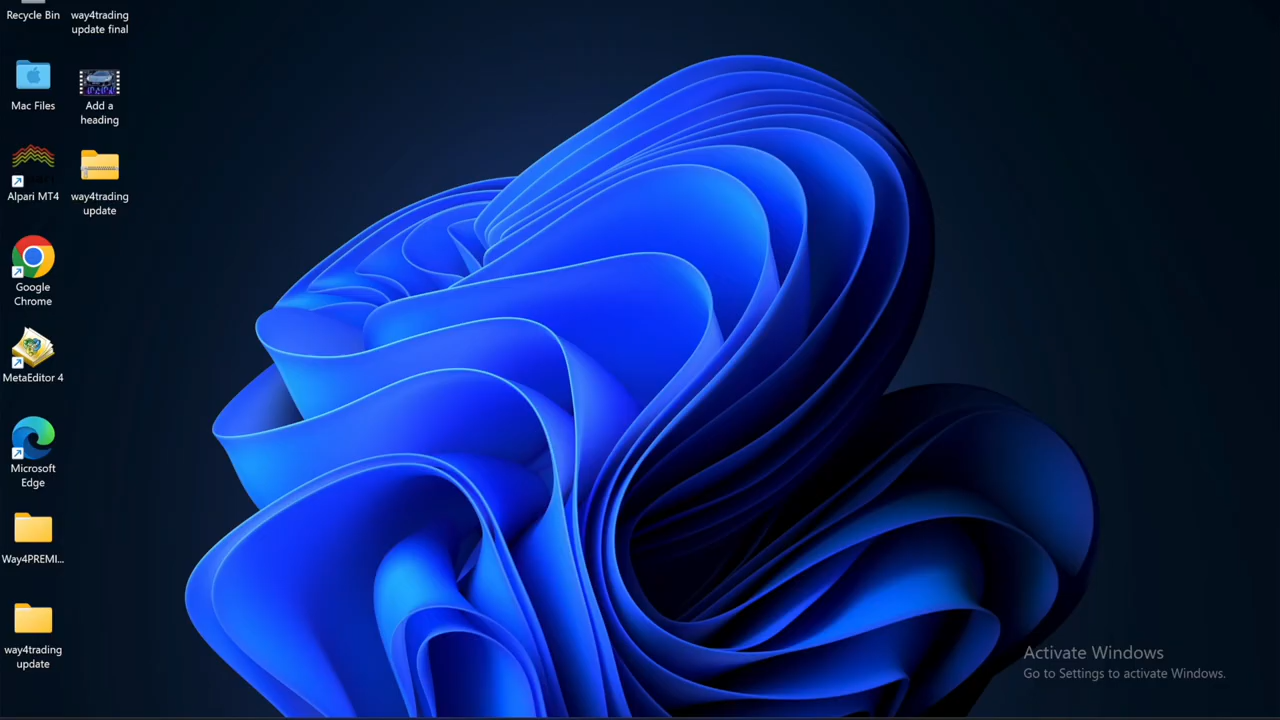 Recycle Bin
way4trading
update final
Mac Files
Add a
heading
Alpari MT4
way4trading
update
Google
Chrome
MetaEditor 4
Microsoft
Edge
Way4PREMI...
way4trading
update
Activate Windows
Go to Settings to activate Windows.